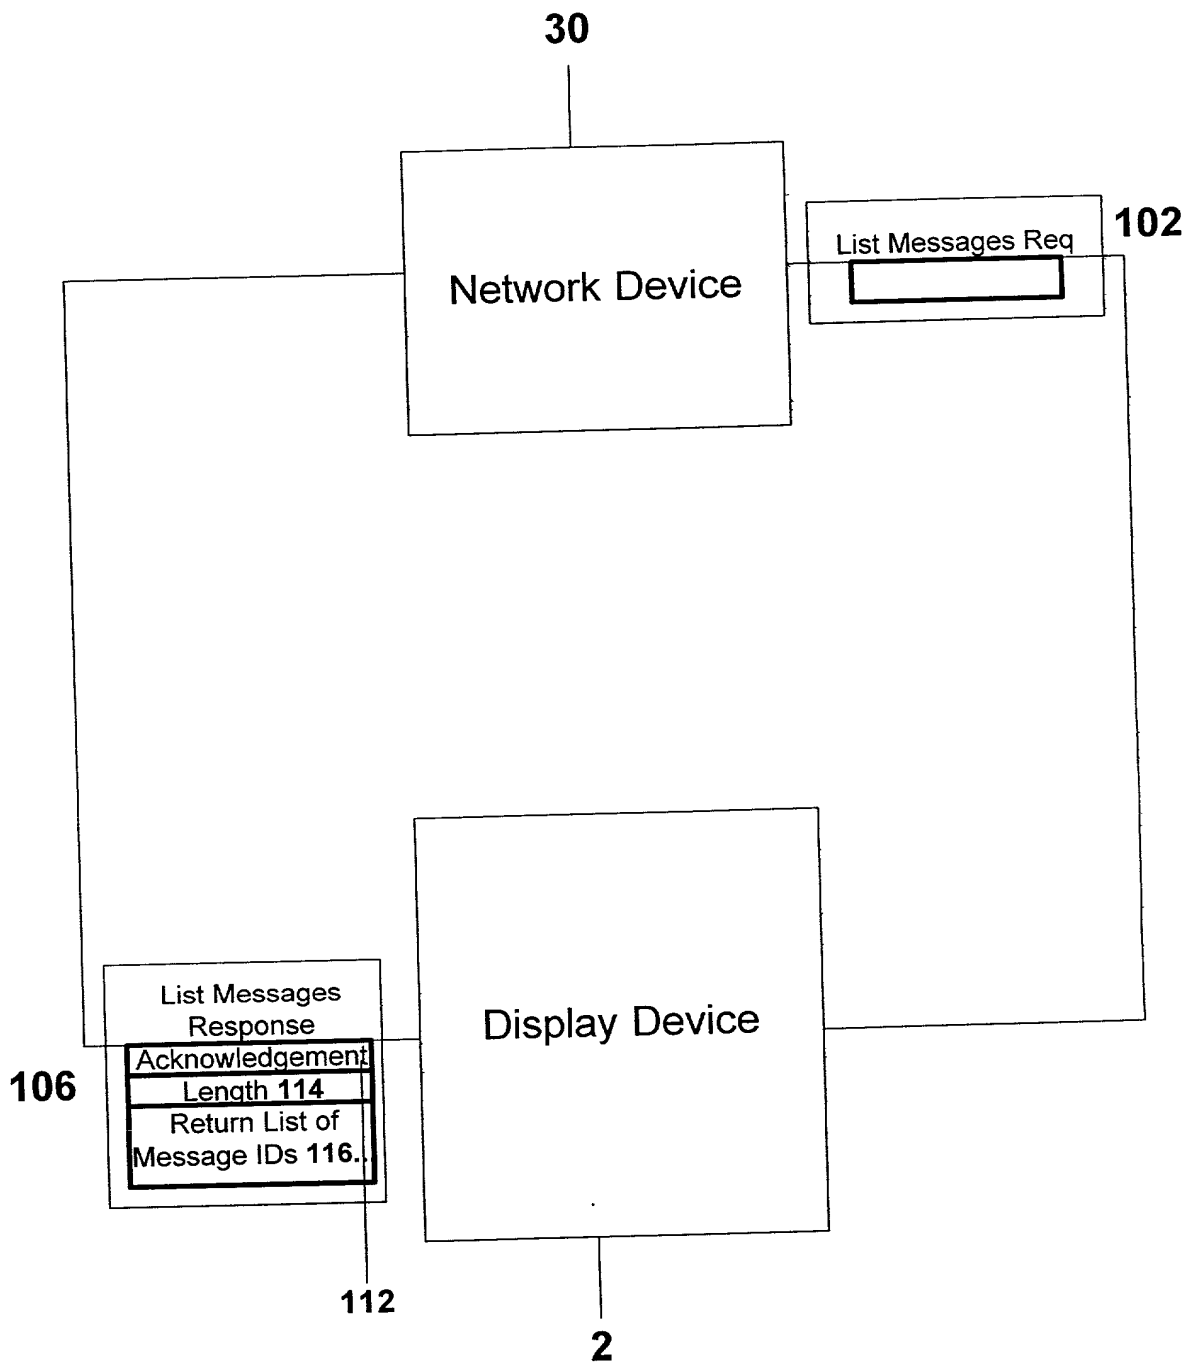 30
102
List Messages Req
Network Device
List Messages
Response
Display Device
Acknowledgement
106
Length 114
Return List of
Message IDs 116...
112
2